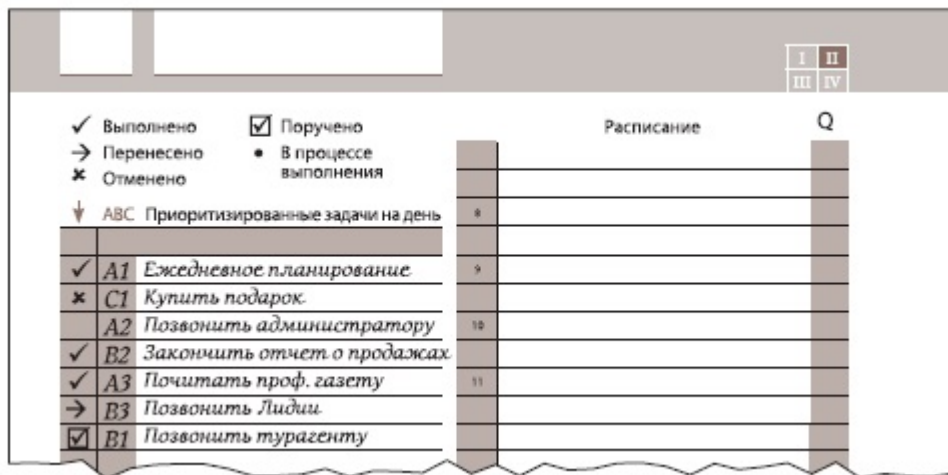 I II
III IV
✓ Выполнено ☑ Поручено
→ Перенесено • В процессе выполнения
✗ Отменено
Расписание Q
ABC Приоритизированные задачи на день
8
✓ A1 Ежедневное планирование 9
✗ C1 Купить подарок
A2 Позвонить администратору 10
✓ B2 Закончить отчет о продажах
✓ A3 Почитать проф. газету 11
→ B3 Позвонить Лидии
☑ B1 Позвонить турагенту